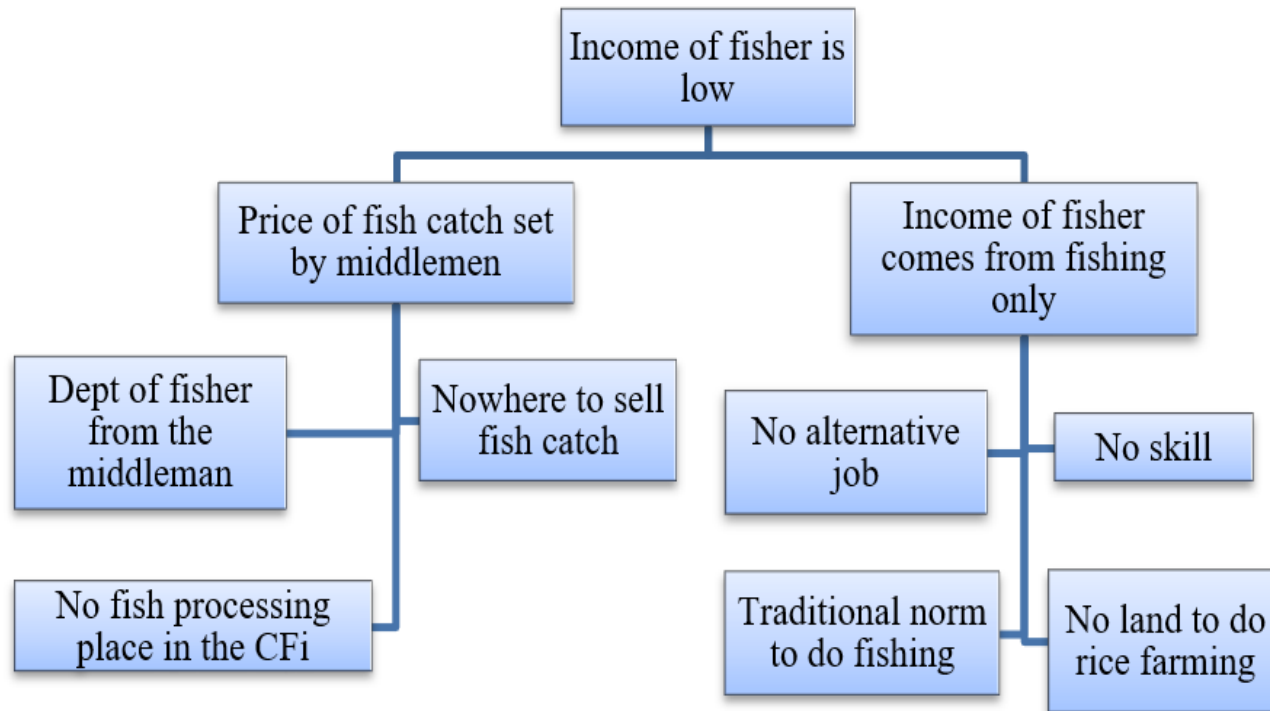 Income of fisher is
low
Price of fish catch set
by middlemen
Income of fisher
comes from fishing
only
Dept of fisher
from the
middleman
Nowhere to sell
fish catch
No alternative
job
No skill
No fish processing
place in the CFi
Traditional norm
to do fishing
No land to do
rice farming